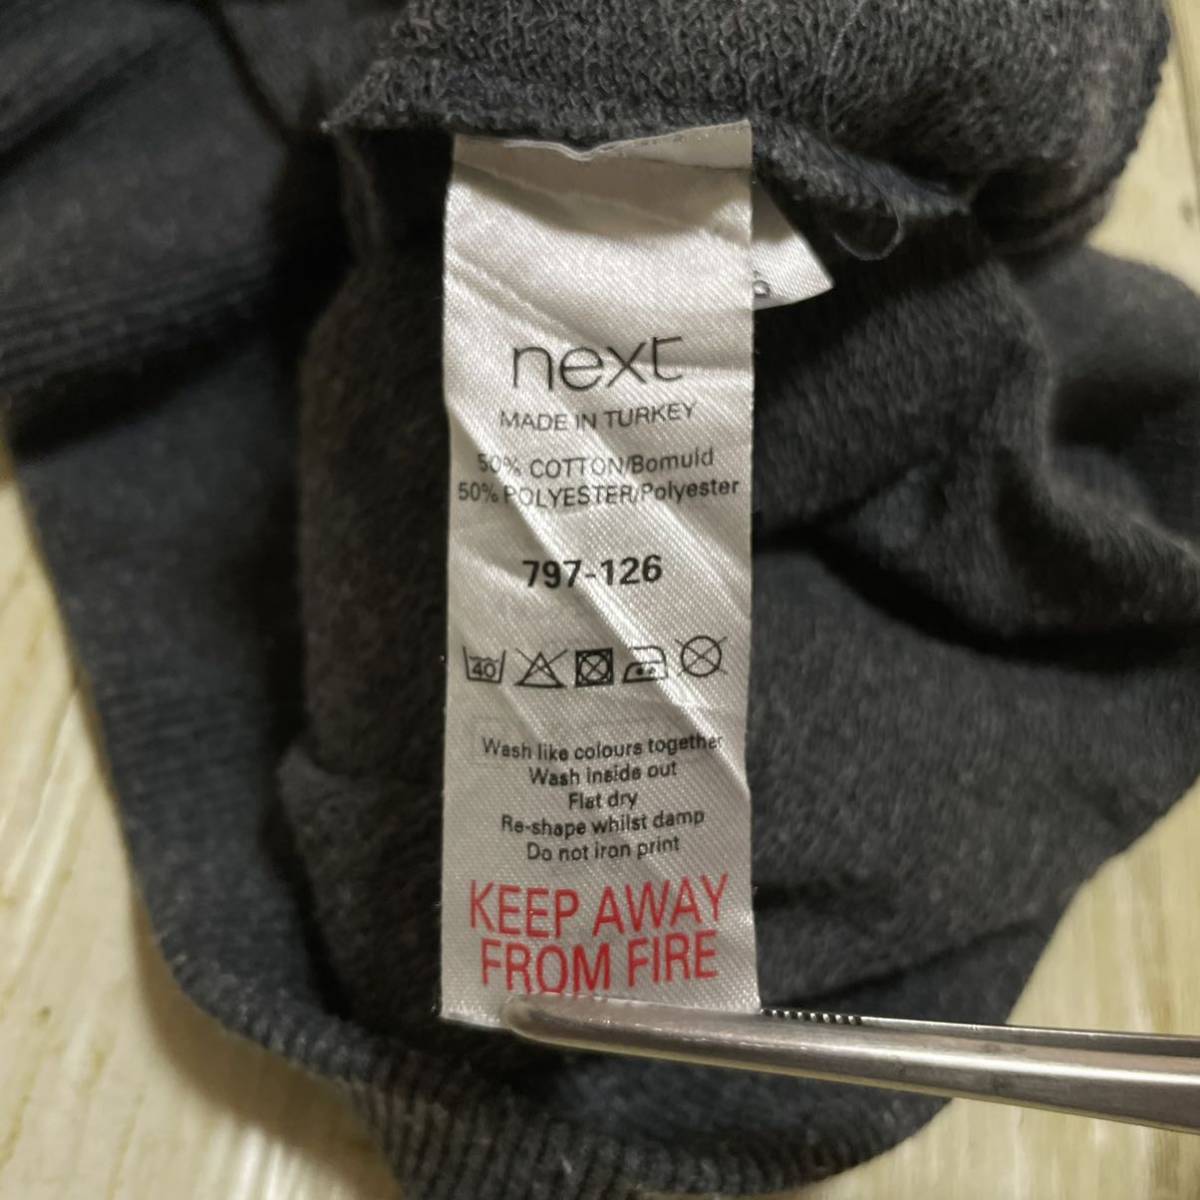 next
MADE IN TURKEY
50% COTTON/Bomuld
50% POLYESTER/Polyester
797-126
40
Wash like colours together
Wash inside out
Flat dry
Re-shape whilst damp
Do not iron print
KEEP AWAY
FROM FIRE